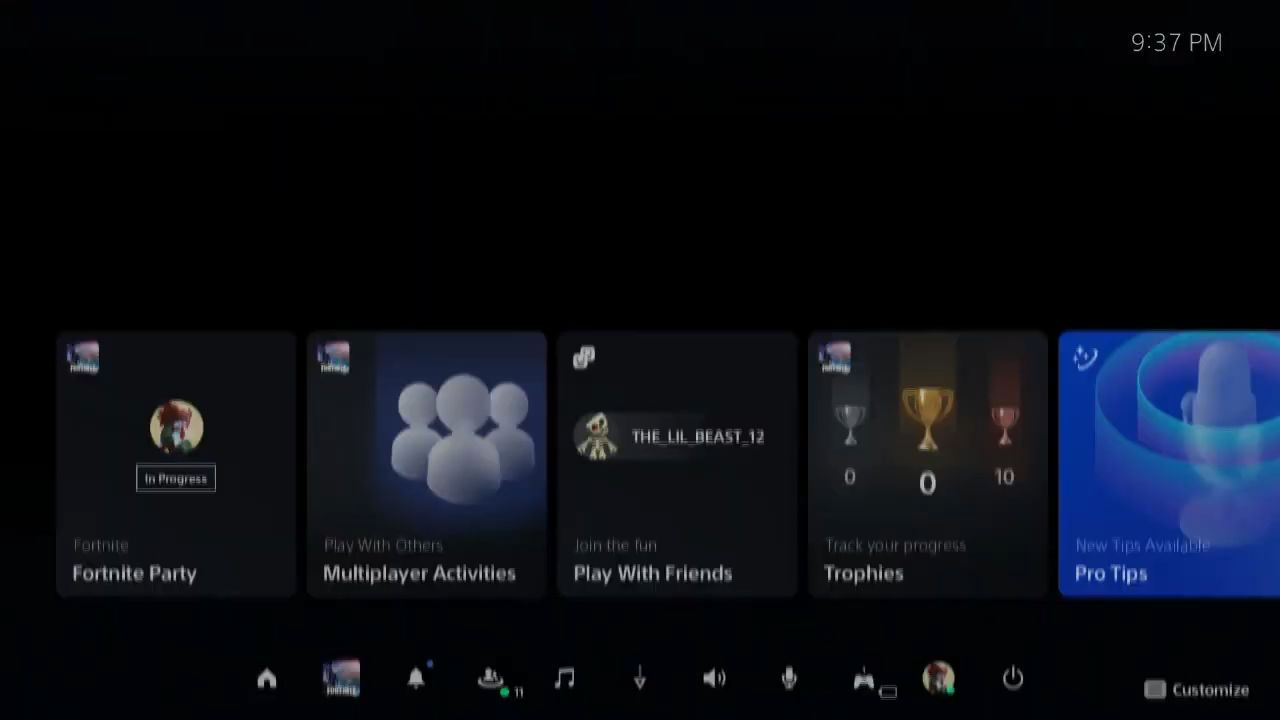 9:37 PM
In Progress
Fortnite
Fortnite Party
Play With Others
Multiplayer Activities
THE_LIL_BEAST_12
Join the fun
Play With Friends
0
0
10
Track your progress
Trophies
New Tips Available
Pro Tips
11
Customize